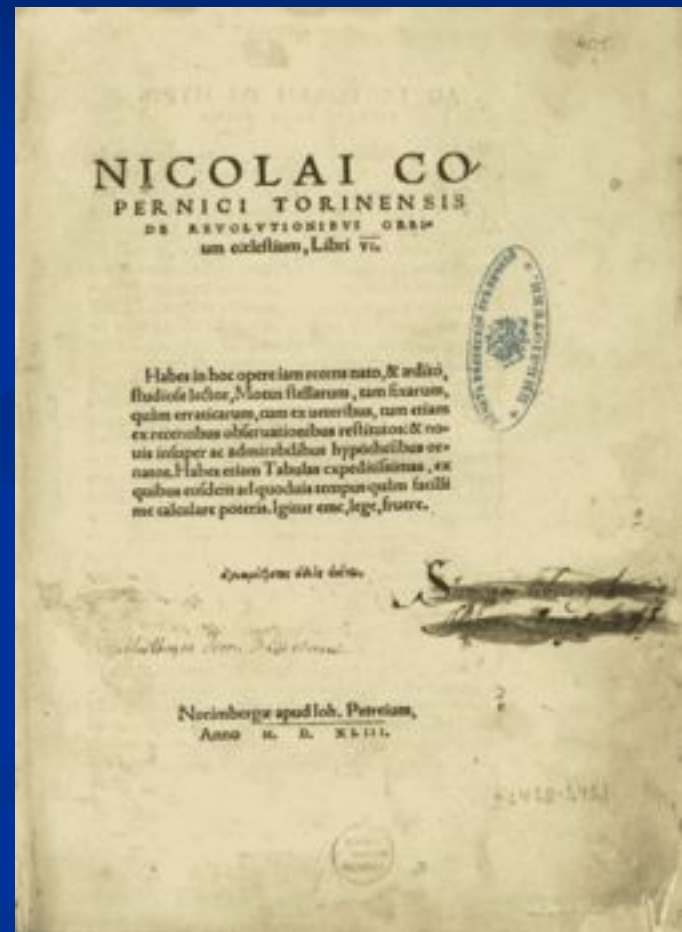 NICOLAI CO
PERNICI TORINENSIS
DE REVOLVTIONIBVS ORBI-
um cœlestium, Libri VI.
Habes in hoc opere iam recens nato, & ædito,
studiose lector, Motus stellarum, tam fixarum,
quàm erraticarum, cum ex ueteribus, tum etiam
ex recentibus obseruationibus restitutos: & no-
uis insuper ac admirabilibus hypothesibus or-
natos. Habes etiam Tabulas expeditissimas, ex
quibus eosdem ad quoduis tempus quàm facilli
me calculare poteris. Igitur eme, lege, fruere.
Norimbergæ apud Ioh. Petreium,
Anno M. D. XLIII.